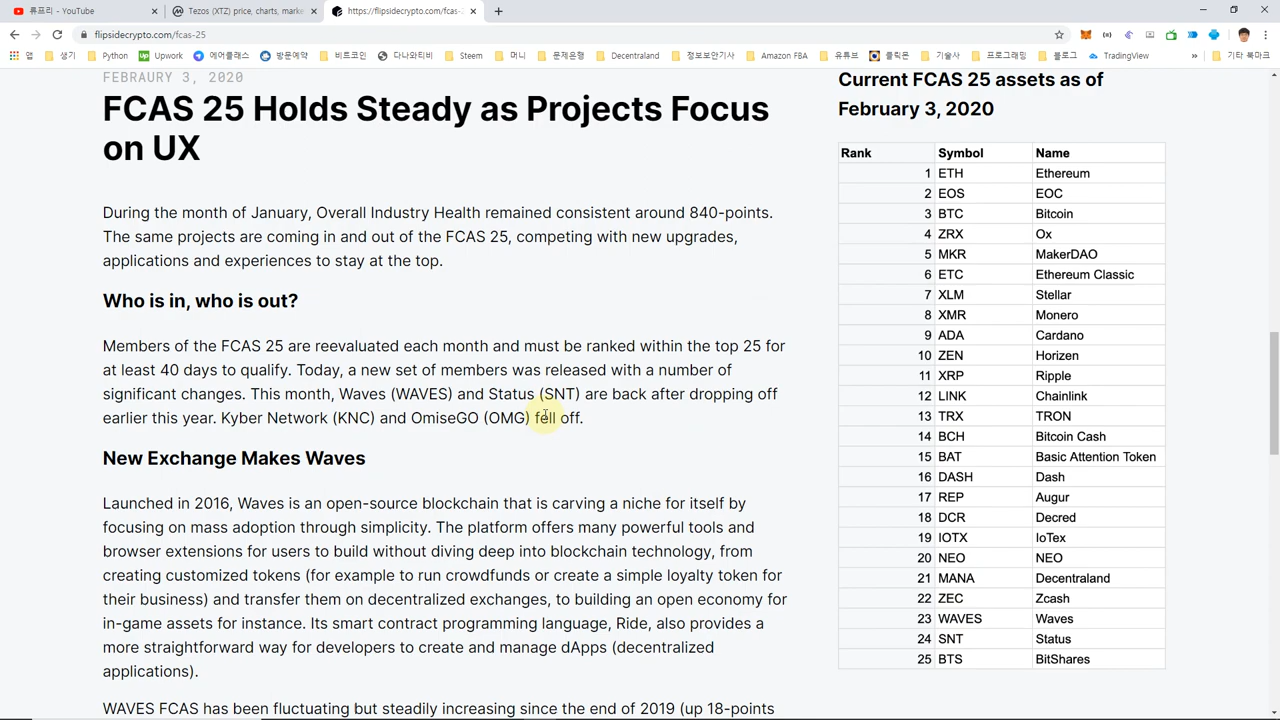 류프리 - YouTube
Tezos (XTZ) price, charts, marke
https://flipsidecrypto.com/fcas-2
flipsidecrypto.com/fcas-25
앱 생기 Python Upwork 에어클래스 방문예약 비트코인 다나와티비 Steem 머니 문제은행 Decentraland 정보보안기사 Amazon FBA 유튜브 클릭돈 기술사 프로그래밍 블로그 TradingView » 기타 북마크
FEBRAURY 3, 2020
FCAS 25 Holds Steady as Projects Focus
on UX
During the month of January, Overall Industry Health remained consistent around 840-points.
The same projects are coming in and out of the FCAS 25, competing with new upgrades,
applications and experiences to stay at the top.
Who is in, who is out?
Members of the FCAS 25 are reevaluated each month and must be ranked within the top 25 for
at least 40 days to qualify. Today, a new set of members was released with a number of
significant changes. This month, Waves (WAVES) and Status (SNT) are back after dropping off
earlier this year. Kyber Network (KNC) and OmiseGO (OMG) fell off.
New Exchange Makes Waves
Launched in 2016, Waves is an open-source blockchain that is carving a niche for itself by
focusing on mass adoption through simplicity. The platform offers many powerful tools and
browser extensions for users to build without diving deep into blockchain technology, from
creating customized tokens (for example to run crowdfunds or create a simple loyalty token for
their business) and transfer them on decentralized exchanges, to building an open economy for
in-game assets for instance. Its smart contract programming language, Ride, also provides a
more straightforward way for developers to create and manage dApps (decentralized
applications).
WAVES FCAS has been fluctuating but steadily increasing since the end of 2019 (up 18-points
Current FCAS 25 assets as of
February 3, 2020
Rank Symbol Name
1 ETH Ethereum
2 EOS EOC
3 BTC Bitcoin
4 ZRX Ox
5 MKR MakerDAO
6 ETC Ethereum Classic
7 XLM Stellar
8 XMR Monero
9 ADA Cardano
10 ZEN Horizen
11 XRP Ripple
12 LINK Chainlink
13 TRX TRON
14 BCH Bitcoin Cash
15 BAT Basic Attention Token
16 DASH Dash
17 REP Augur
18 DCR Decred
19 IOTX IoTex
20 NEO NEO
21 MANA Decentraland
22 ZEC Zcash
23 WAVES Waves
24 SNT Status
25 BTS BitShares